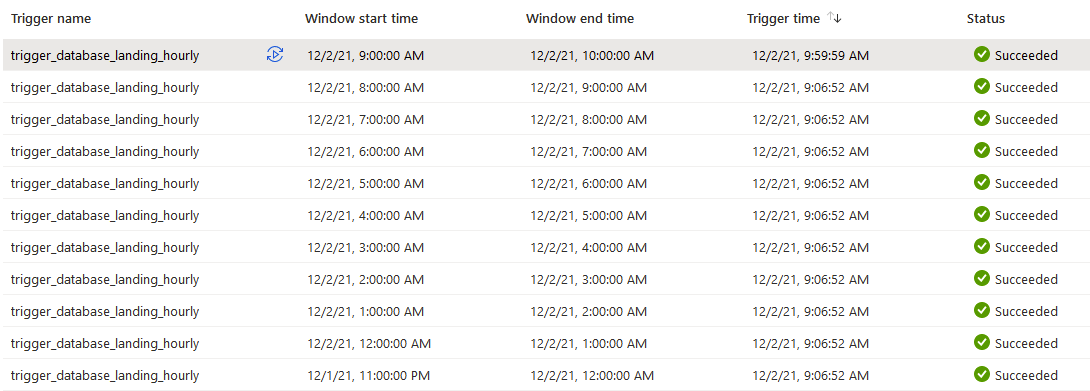 Trigger name Window start time Window end time Trigger time Status
trigger_database_landing_hourly 12/2/21, 9:00:00 AM 12/2/21, 10:00:00 AM 12/2/21, 9:59:59 AM Succeeded
trigger_database_landing_hourly 12/2/21, 8:00:00 AM 12/2/21, 9:00:00 AM 12/2/21, 9:06:52 AM Succeeded
trigger_database_landing_hourly 12/2/21, 7:00:00 AM 12/2/21, 8:00:00 AM 12/2/21, 9:06:52 AM Succeeded
trigger_database_landing_hourly 12/2/21, 6:00:00 AM 12/2/21, 7:00:00 AM 12/2/21, 9:06:52 AM Succeeded
trigger_database_landing_hourly 12/2/21, 5:00:00 AM 12/2/21, 6:00:00 AM 12/2/21, 9:06:52 AM Succeeded
trigger_database_landing_hourly 12/2/21, 4:00:00 AM 12/2/21, 5:00:00 AM 12/2/21, 9:06:52 AM Succeeded
trigger_database_landing_hourly 12/2/21, 3:00:00 AM 12/2/21, 4:00:00 AM 12/2/21, 9:06:52 AM Succeeded
trigger_database_landing_hourly 12/2/21, 2:00:00 AM 12/2/21, 3:00:00 AM 12/2/21, 9:06:52 AM Succeeded
trigger_database_landing_hourly 12/2/21, 1:00:00 AM 12/2/21, 2:00:00 AM 12/2/21, 9:06:52 AM Succeeded
trigger_database_landing_hourly 12/2/21, 12:00:00 AM 12/2/21, 1:00:00 AM 12/2/21, 9:06:52 AM Succeeded
trigger_database_landing_hourly 12/1/21, 11:00:00 PM 12/2/21, 12:00:00 AM 12/2/21, 9:06:52 AM Succeeded